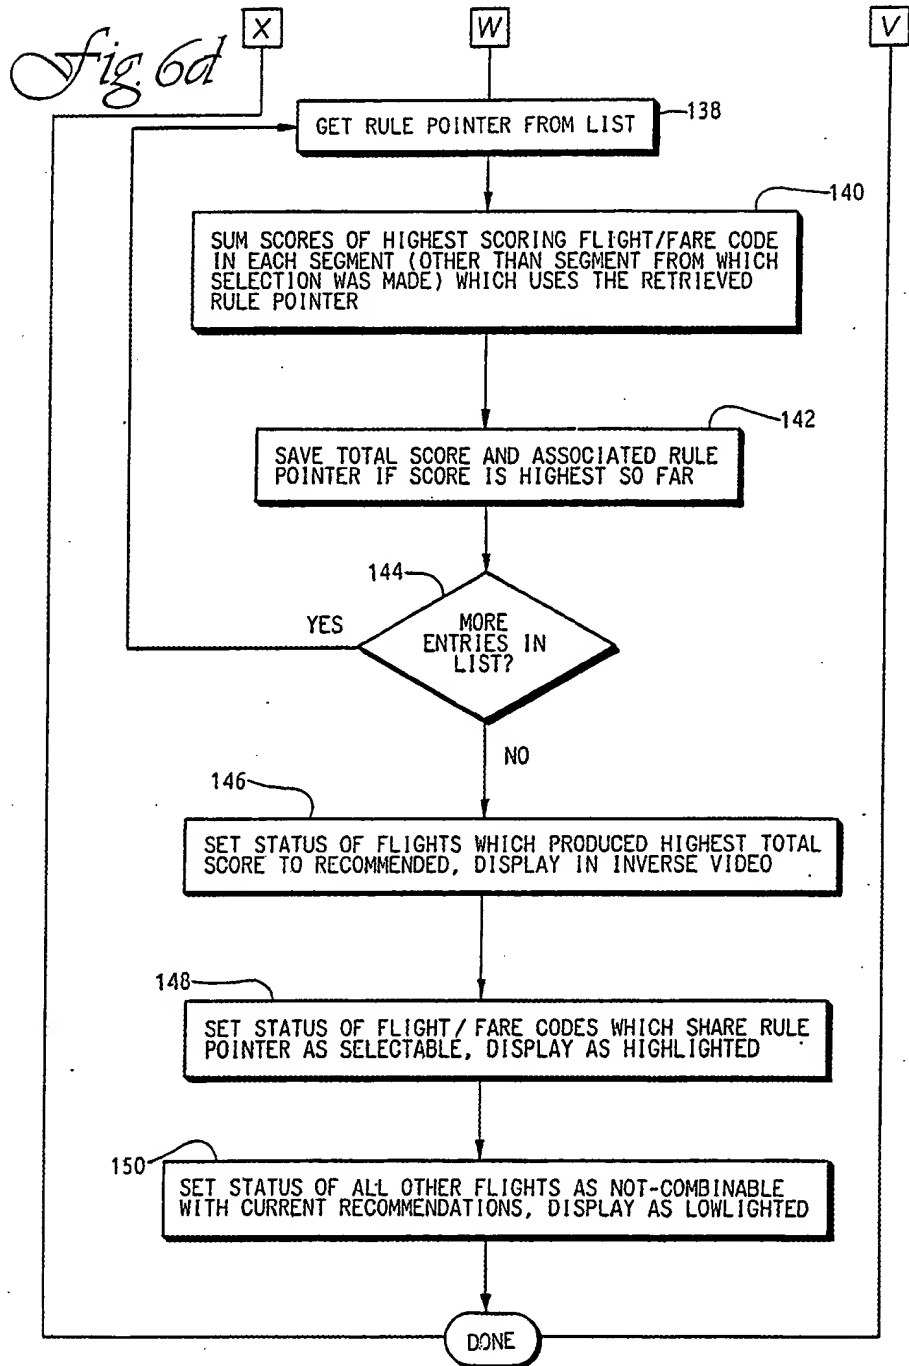 Fig. 6d
X
W
V
GET RULE POINTER FROM LIST
138
140
SUM SCORES OF HIGHEST SCORING FLIGHT/FARE CODE
IN EACH SEGMENT (OTHER THAN SEGMENT FROM WHICH
SELECTION WAS MADE) WHICH USES THE RETRIEVED
RULE POINTER
142
SAVE TOTAL SCORE AND ASSOCIATED RULE
POINTER IF SCORE IS HIGHEST SO FAR
144
YES
MORE
ENTRIES IN
LIST?
NO
146
SET STATUS OF FLIGHTS WHICH PRODUCED HIGHEST TOTAL
SCORE TO RECOMMENDED, DISPLAY IN INVERSE VIDEO
148
SET STATUS OF FLIGHT/FARE CODES WHICH SHARE RULE
POINTER AS SELECTABLE, DISPLAY AS HIGHLIGHTED
150
SET STATUS OF ALL OTHER FLIGHTS AS NOT-COMBINABLE
WITH CURRENT RECOMMENDATIONS, DISPLAY AS LOWLIGHTED
DONE